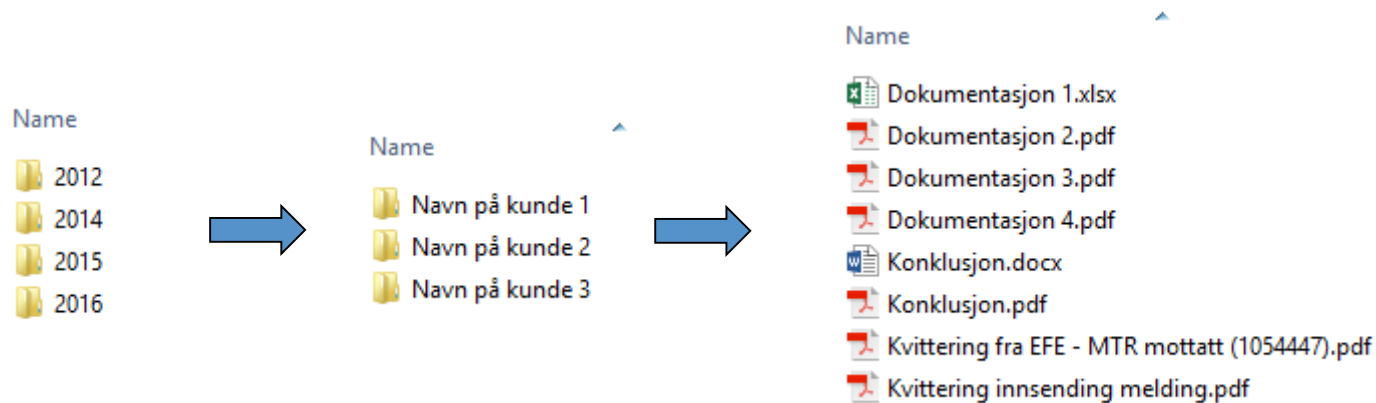 Name
2012
2014
2015
2016
Name
Navn på kunde 1
Navn på kunde 2
Navn på kunde 3
Name
Dokumentasjon 1.xlsx
Dokumentasjon 2.pdf
Dokumentasjon 3.pdf
Dokumentasjon 4.pdf
Konklusjon.docx
Konklusjon.pdf
Kvittering fra EFE - MTR mottatt (1054447).pdf
Kvittering innsending melding.pdf